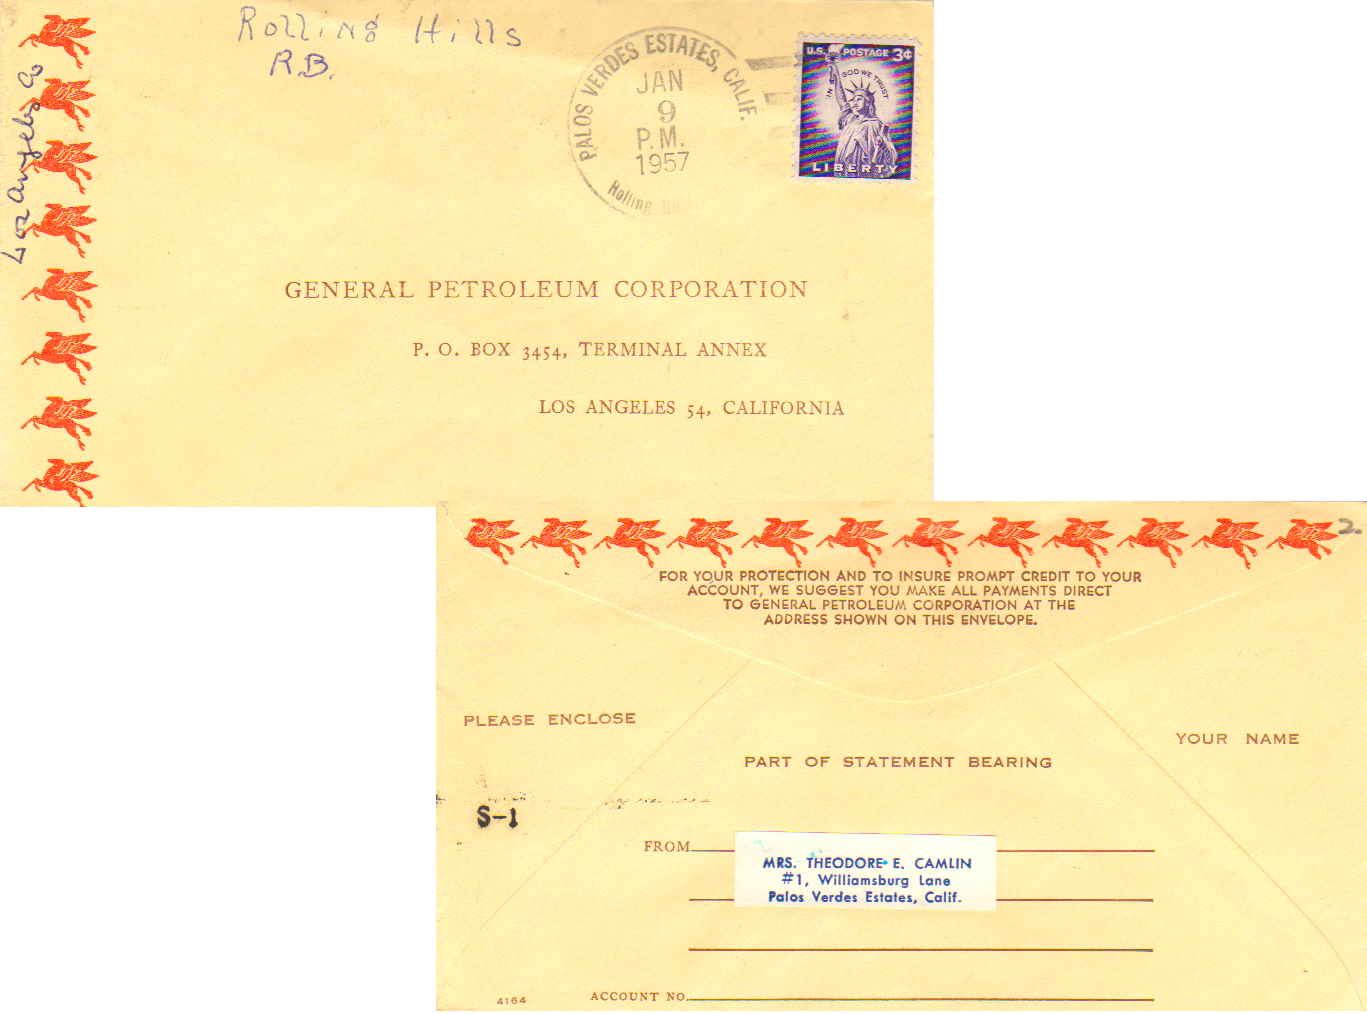 Rolling Hills
R.B.
Los Angeles Co
PALOS VERDES ESTATES, CALIF.
JAN
9
P.M.
1957
Rolling
U.S. POSTAGE 3¢
IN GOD WE TRUST
LIBERTY
GENERAL PETROLEUM CORPORATION
P. O. BOX 3454, TERMINAL ANNEX
LOS ANGELES 54, CALIFORNIA
2.
FOR YOUR PROTECTION AND TO INSURE PROMPT CREDIT TO YOUR
ACCOUNT, WE SUGGEST YOU MAKE ALL PAYMENTS DIRECT
TO GENERAL PETROLEUM CORPORATION AT THE
ADDRESS SHOWN ON THIS ENVELOPE.
PLEASE ENCLOSE
PART OF STATEMENT BEARING
YOUR NAME
S-1
FROM
MRS. THEODORE E. CAMLIN
#1, Williamsburg Lane
Palos Verdes Estates, Calif.
4164
ACCOUNT NO.